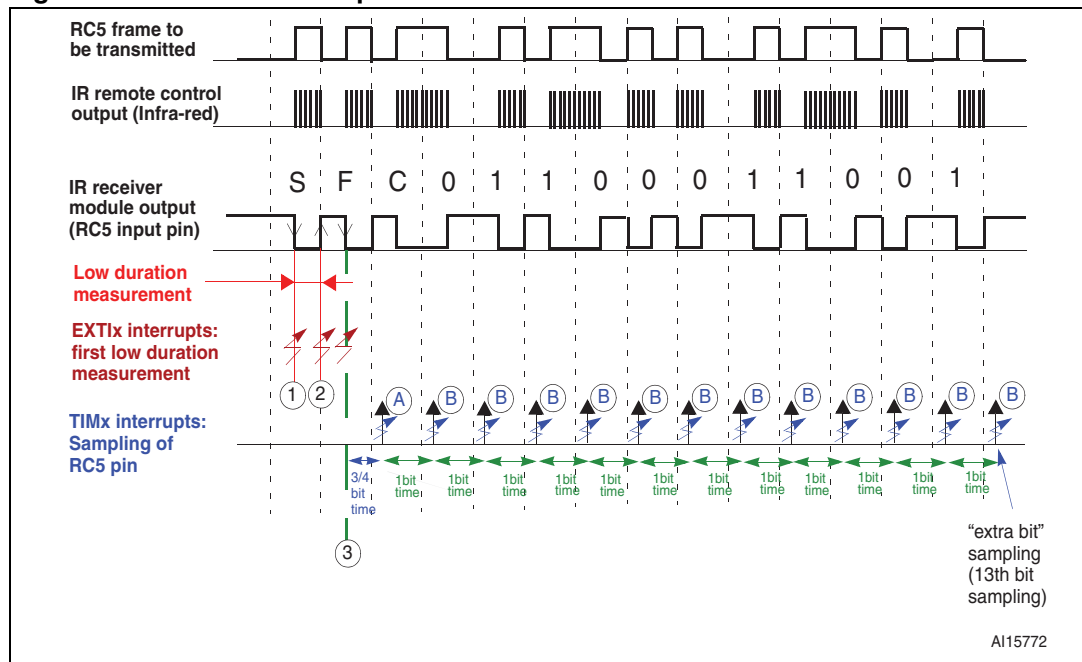 RC5 frame to
be transmitted
IR remote control
output (Infra-red)
S F C 0 1 1 0 0 0 1 1 0 0 1
IR receiver
module output
(RC5 input pin)
Low duration
measurement
EXTIx interrupts:
first low duration
measurement
1 2
A B B B B B B B B B B B B
TIMx interrupts:
Sampling of
RC5 pin
3/4 bit time
1bit time 1bit time 1bit time 1bit time 1bit time 1bit time 1bit time 1bit time 1bit time 1bit time 1bit time 1bit time
3
“extra bit”
sampling
(13th bit
sampling)
AI15772